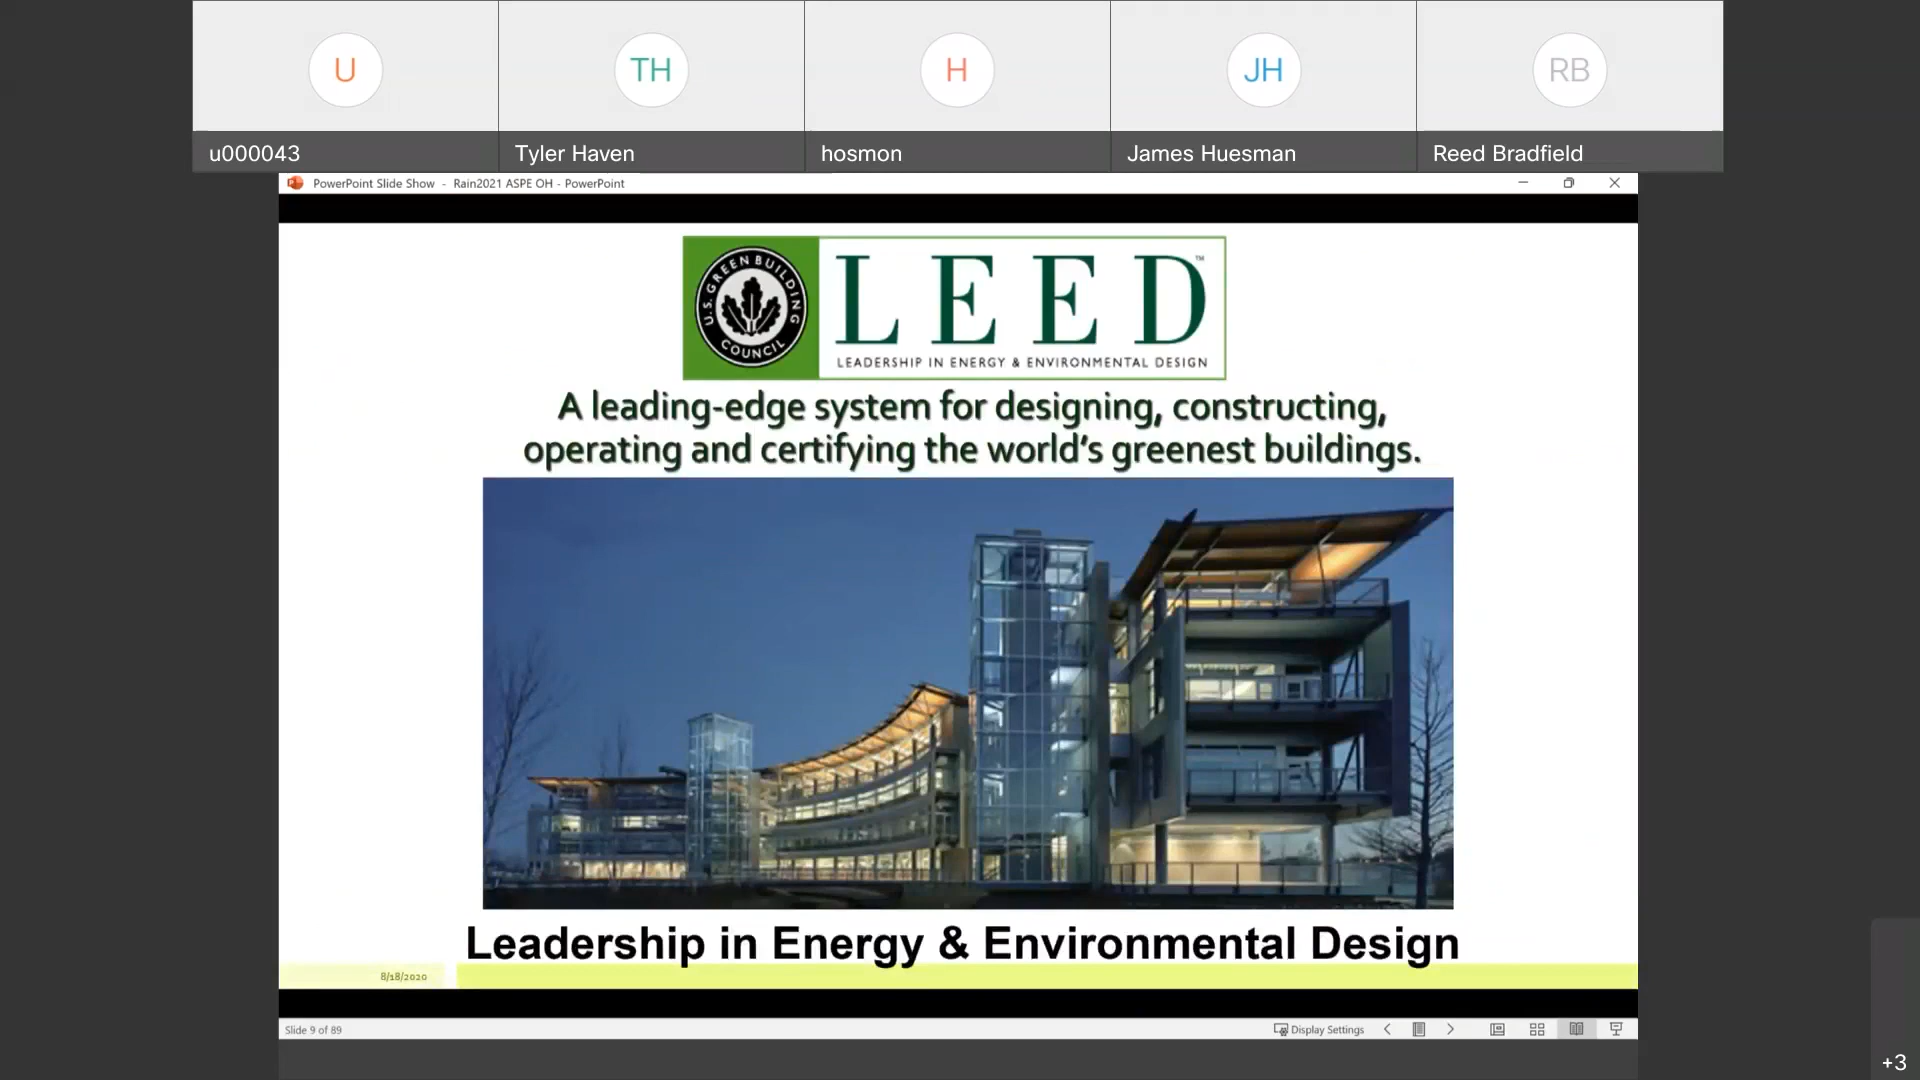 U
TH
H
JH
RB
u000043
Tyler Haven
hosmon
James Huesman
Reed Bradfield
PowerPoint Slide Show - Rain2021 ASPE OH - PowerPoint
U.S. GREEN BUILDING COUNCIL
LEED™
LEADERSHIP IN ENERGY & ENVIRONMENTAL DESIGN
A leading-edge system for designing, constructing,
operating and certifying the world's greenest buildings.
Leadership in Energy & Environmental Design
8/18/2020
Slide 9 of 89
Display Settings
+3